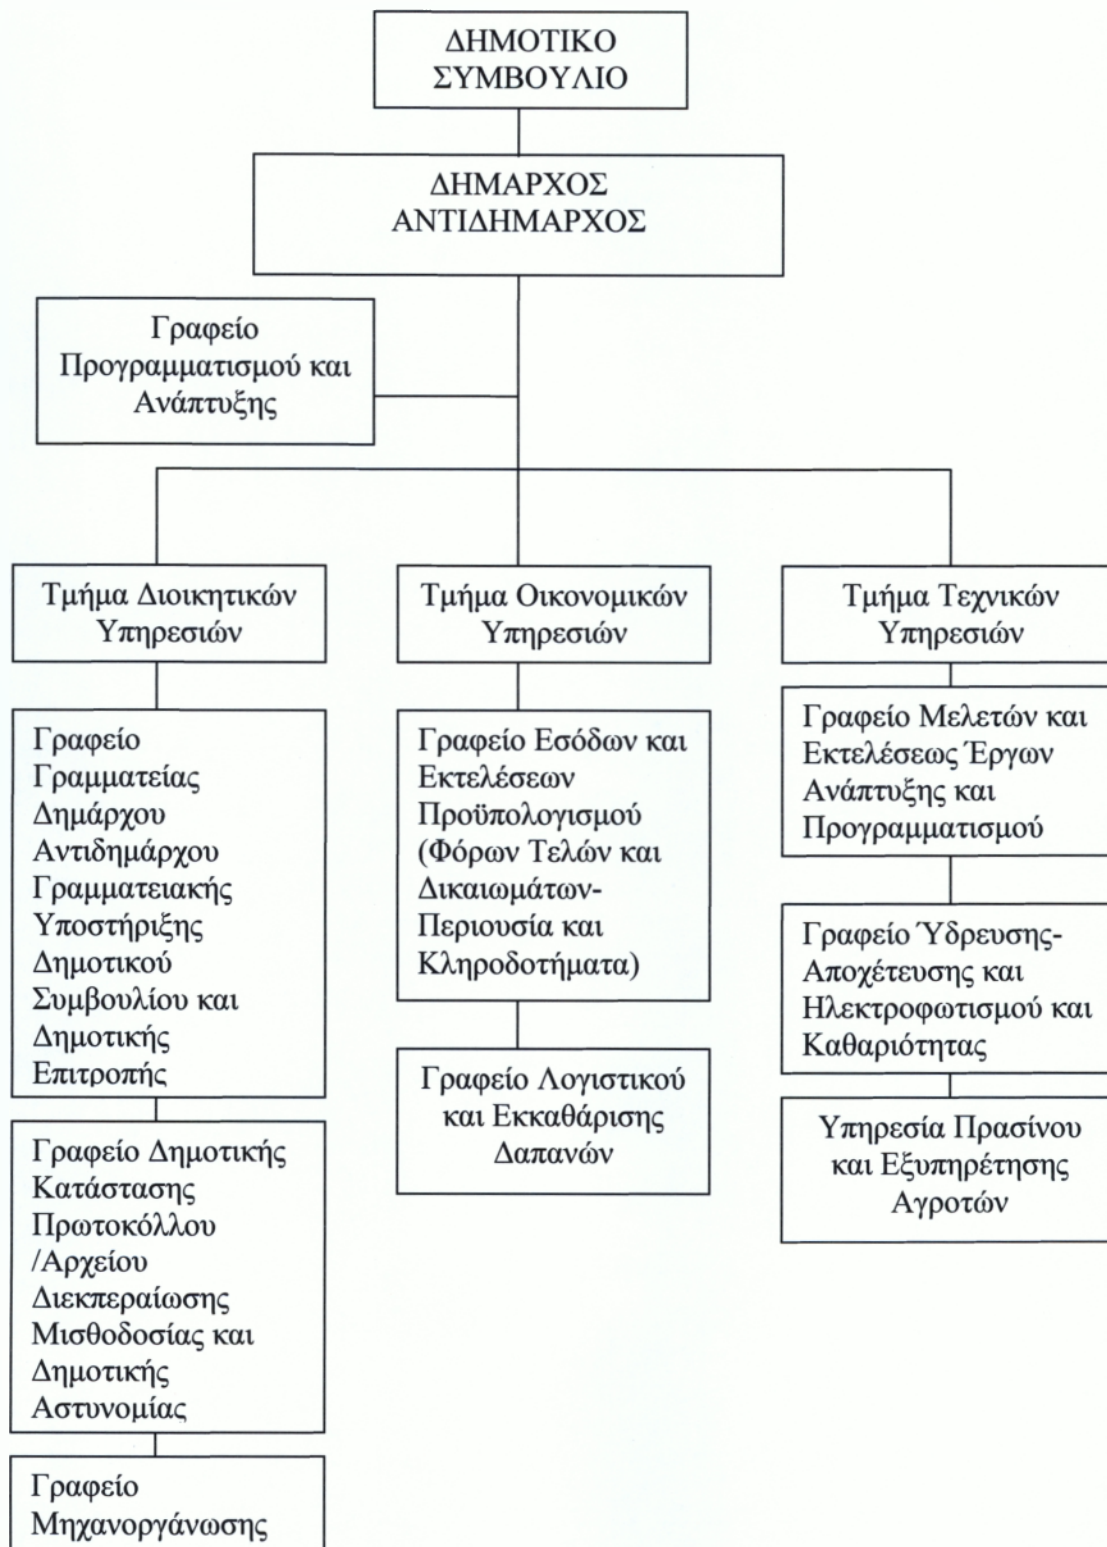 ΔΗΜΟΤΙΚΟ
ΣΥΜΒΟΥΛΙΟ
ΔΗΜΑΡΧΟΣ
ΑΝΤΙΔΗΜΑΡΧΟΣ
Γραφείο
Προγραμματισμού και
Ανάπτυξης
Τμήμα Διοικητικών
Υπηρεσιών
Γραφείο
Γραμματείας
Δημάρχου
Αντιδημάρχου
Γραμματειακής
Υποστήριξης
Δημοτικού
Συμβουλίου και
Δημοτικής
Επιτροπής
Γραφείο Δημοτικής
Κατάστασης
Πρωτοκόλλου
/Αρχείου
Διεκπεραίωσης
Μισθοδοσίας και
Δημοτικής
Αστυνομίας
Γραφείο
Μηχανοργάνωσης
Τμήμα Οικονομικών
Υπηρεσιών
Γραφείο Εσόδων και
Εκτελέσεων
Προϋπολογισμού
(Φόρων Τελών και
Δικαιωμάτων-
Περιουσία και
Κληροδοτήματα)
Γραφείο Λογιστικού
και Εκκαθάρισης
Δαπανών
Τμήμα Τεχνικών
Υπηρεσιών
Γραφείο Μελετών και
Εκτελέσεως Έργων
Ανάπτυξης και
Προγραμματισμού
Γραφείο Ύδρευσης-
Αποχέτευσης και
Ηλεκτροφωτισμού και
Καθαριότητας
Υπηρεσία Πρασίνου
και Εξυπηρέτησης
Αγροτών